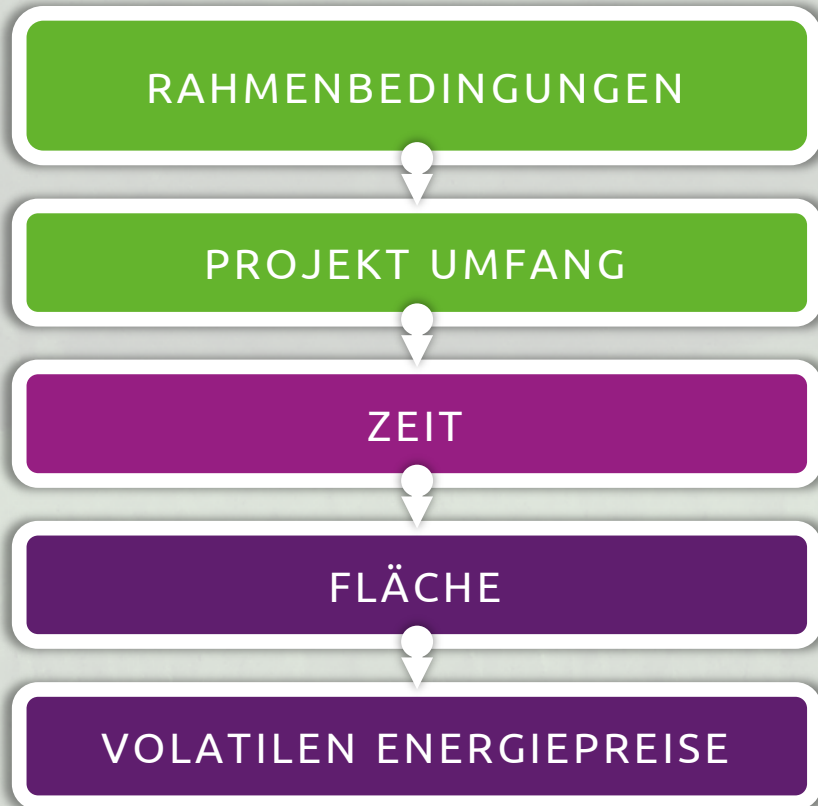 RAHMENBEDINGUNGEN
PROJEKT UMFANG
ZEIT
FLÄCHE
VOLATILEN ENERGIEPREISE